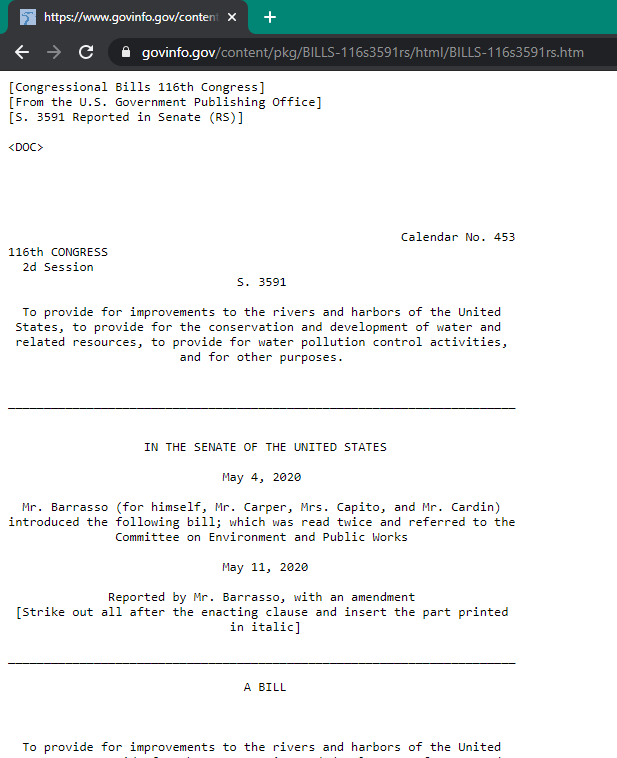 https://www.govinfo.gov/content
govinfo.gov/content/pkg/BILLS-116s3591rs/html/BILLS-116s3591rs.htm
[Congressional Bills 116th Congress]
[From the U.S. Government Publishing Office]
[S. 3591 Reported in Senate (RS)]
<DOC>
Calendar No. 453
116th CONGRESS
2d Session
S. 3591
To provide for improvements to the rivers and harbors of the United
States, to provide for the conservation and development of water and
related resources, to provide for water pollution control activities,
and for other purposes.
IN THE SENATE OF THE UNITED STATES
May 4, 2020
Mr. Barrasso (for himself, Mr. Carper, Mrs. Capito, and Mr. Cardin)
introduced the following bill; which was read twice and referred to the
Committee on Environment and Public Works
May 11, 2020
Reported by Mr. Barrasso, with an amendment
[Strike out all after the enacting clause and insert the part printed
in italic]
A BILL
To provide for improvements to the rivers and harbors of the United